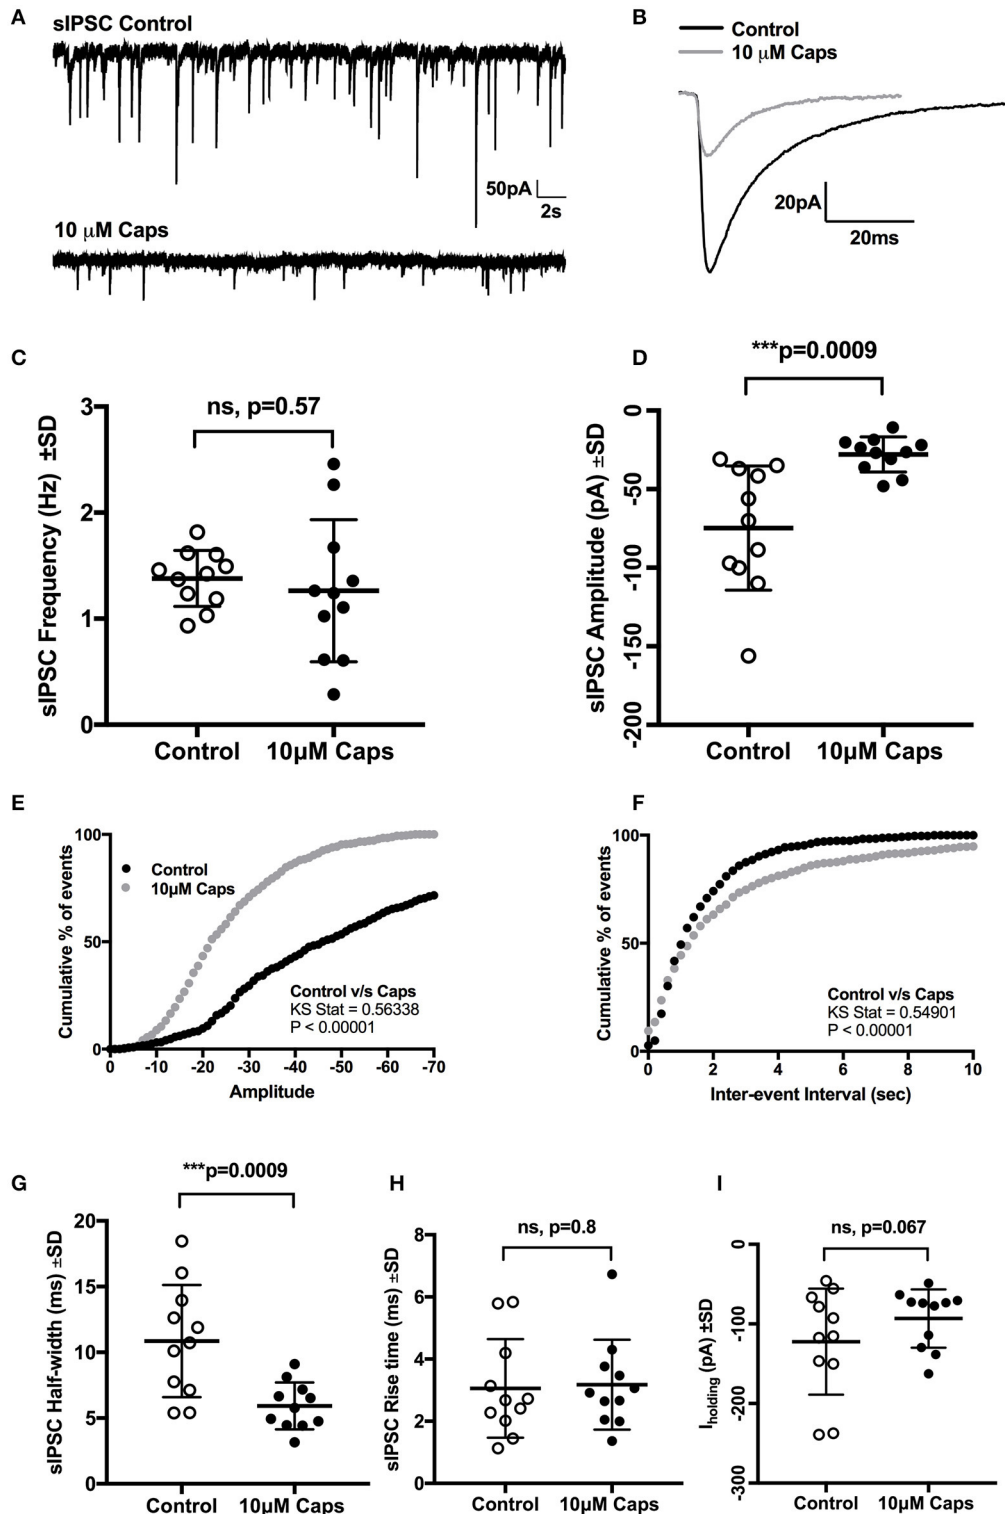 A
sIPSC Control
50pA
2s
10 μM Caps
B
Control
10 μM Caps
20pA
20ms
C
ns, p=0.57
sIPSC Frequency (Hz) ±SD
3
2
1
0
Control
10μM Caps
D
***p=0.0009
sIPSC Amplitude (pA) ±SD
0
-50
-100
-150
-200
Control
10μM Caps
E
Cumulative % of events
100
50
0
Control
10μM Caps
Control v/s Caps
KS Stat = 0.56338
P < 0.00001
0 -10 -20 -30 -40 -50 -60 -70
Amplitude
F
Cumulative % of events
100
50
0
Control v/s Caps
KS Stat = 0.54901
P < 0.00001
0 2 4 6 8 10
Inter-event Interval (sec)
G
***p=0.0009
sIPSC Half-width (ms) ±SD
20
15
10
5
0
Control
10μM Caps
H
ns, p=0.8
sIPSC Rise time (ms) ±SD
8
6
4
2
0
Control
10μM Caps
I
ns, p=0.067
Iholding (pA) ±SD
0
-100
-200
-300
Control
10μM Caps